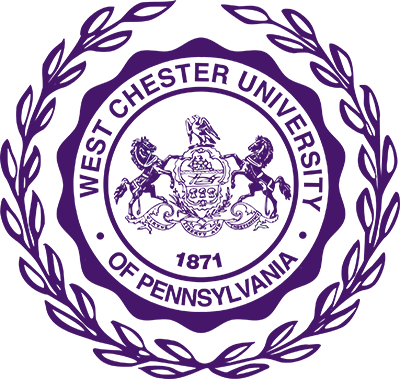 WEST CHESTER UNIVERSITY
1871
OF PENNSYLVANIA